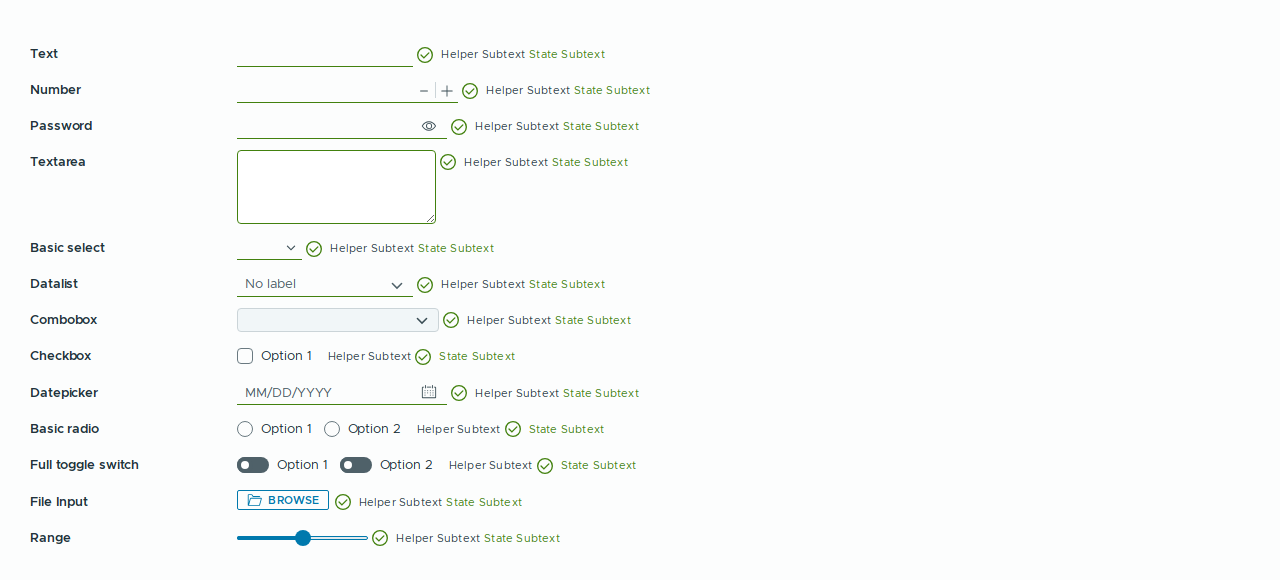 Text Helper Subtext State Subtext
Number Helper Subtext State Subtext
Password Helper Subtext State Subtext
Textarea Helper Subtext State Subtext
Basic select Helper Subtext State Subtext
Datalist No label Helper Subtext State Subtext
Combobox Helper Subtext State Subtext
Checkbox Option 1 Helper Subtext State Subtext
Datepicker MM/DD/YYYY Helper Subtext State Subtext
Basic radio Option 1 Option 2 Helper Subtext State Subtext
Full toggle switch Option 1 Option 2 Helper Subtext State Subtext
File Input BROWSE Helper Subtext State Subtext
Range Helper Subtext State Subtext